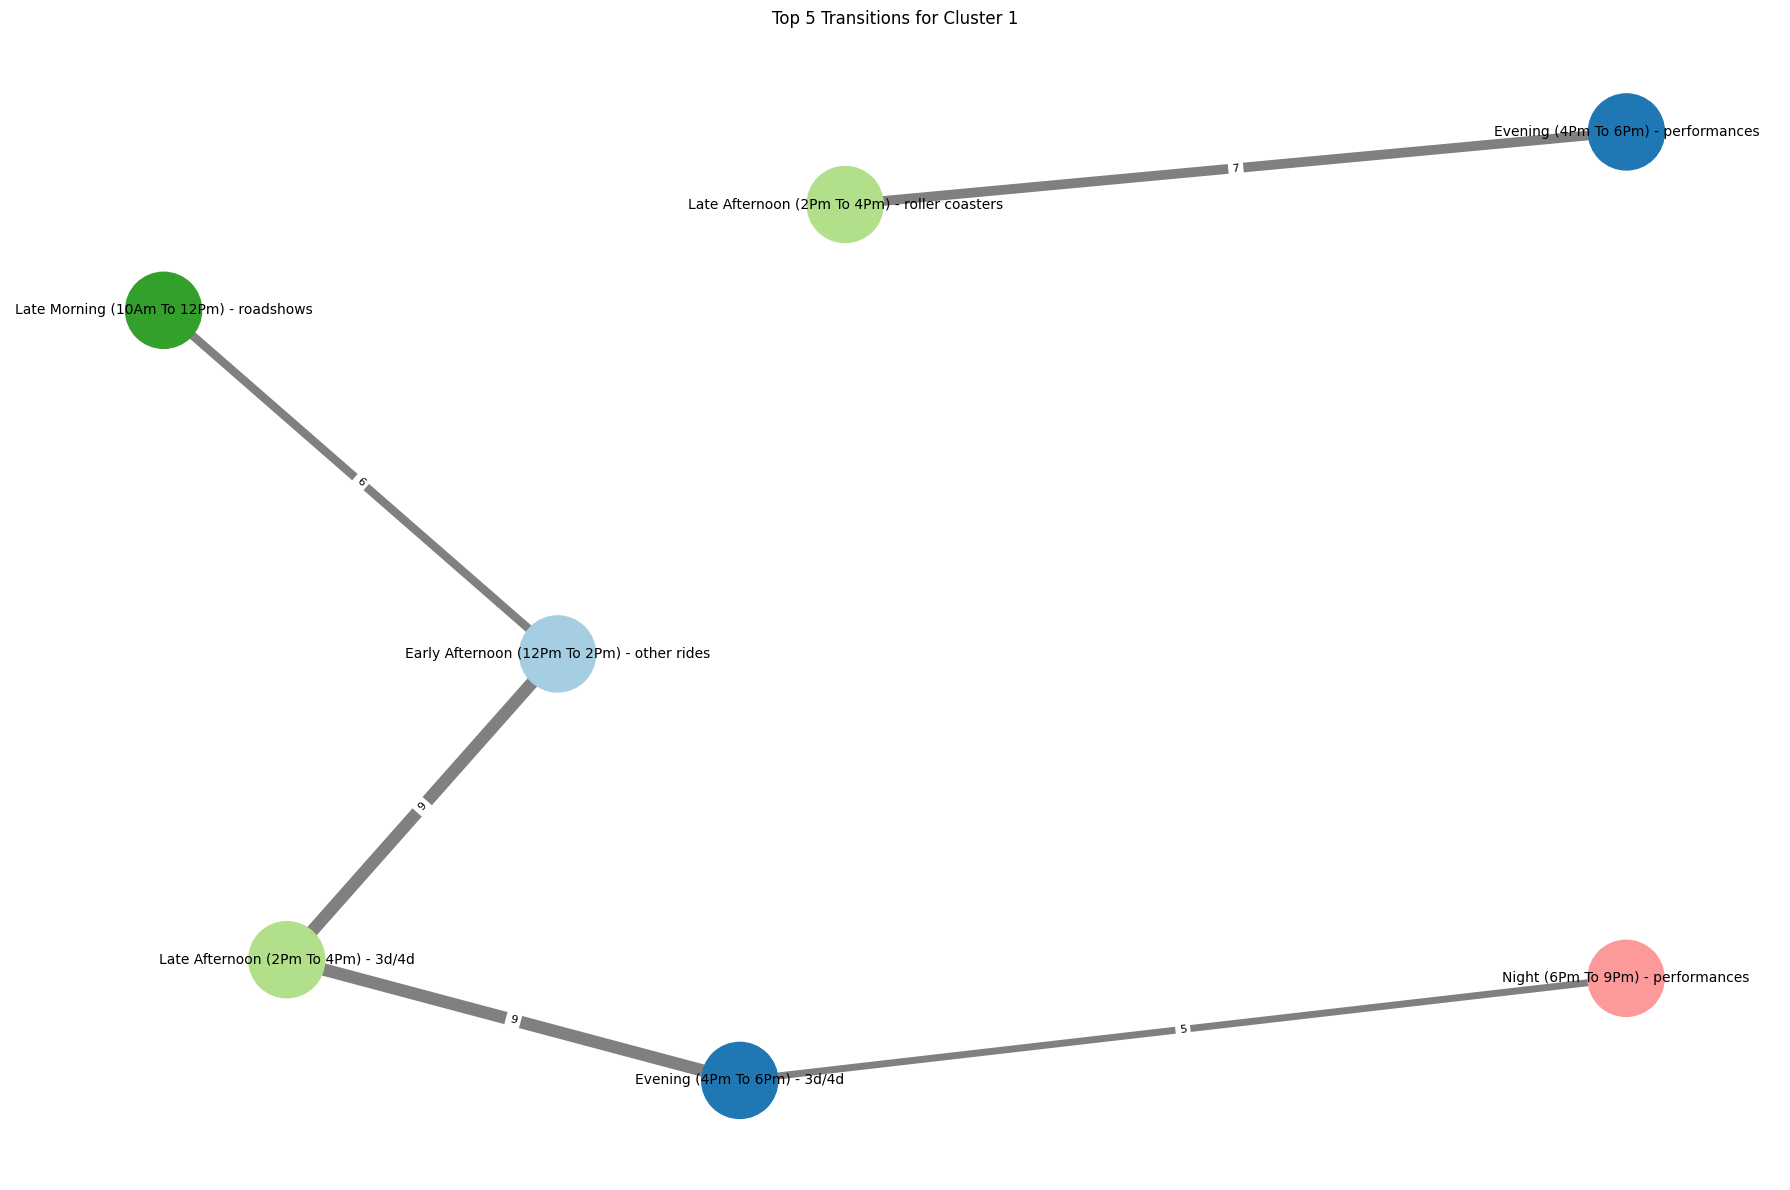 Top 5 Transitions for Cluster 1
Evening (4Pm To 6Pm) - performances
7
Late Afternoon (2Pm To 4Pm) - roller coasters
Late Morning (10Am To 12Pm) - roadshows
6
Early Afternoon (12Pm To 2Pm) - other rides
9
Late Afternoon (2Pm To 4Pm) - 3d/4d
Night (6Pm To 9Pm) - performances
9
5
Evening (4Pm To 6Pm) - 3d/4d